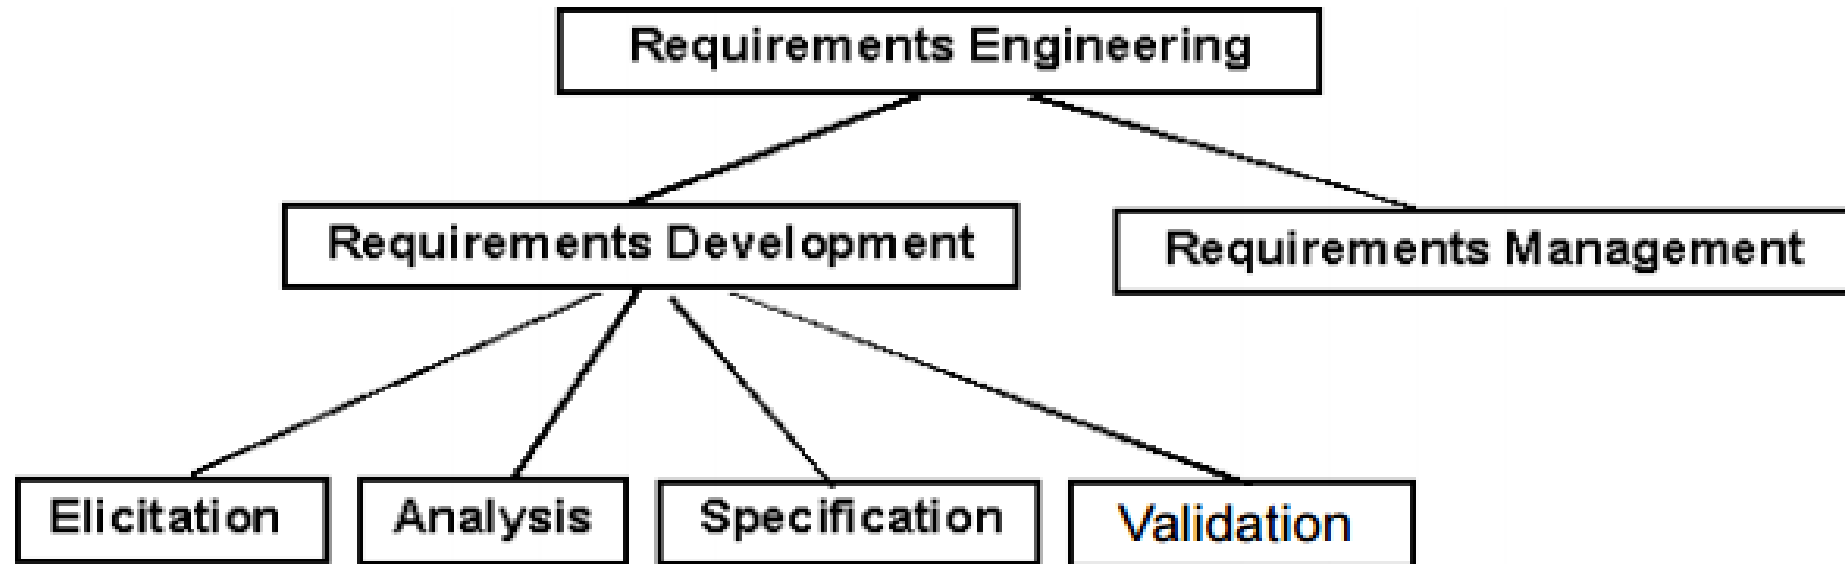 Requirements Engineering
Requirements Development
Requirements Management
Elicitation
Analysis
Specification
Validation